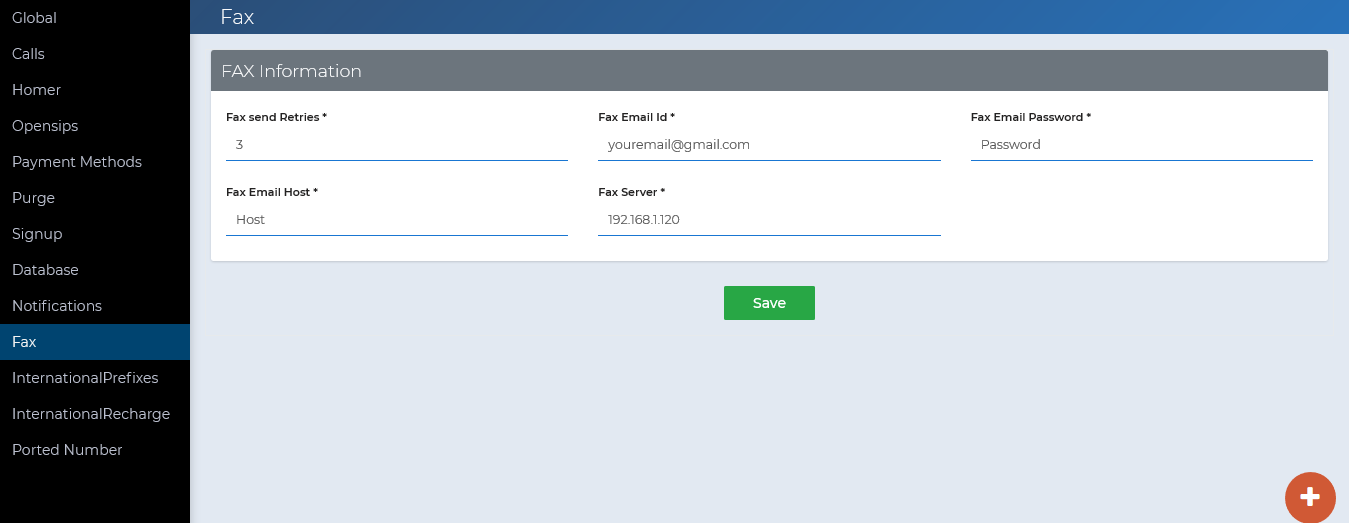 Global
Calls
Homer
Opensips
Payment Methods
Purge
Signup
Database
Notifications
Fax
InternationalPrefixes
InternationalRecharge
Ported Number
Fax
FAX Information
Fax send Retries *
3
Fax Email Id *
youremail@gmail.com
Fax Email Password *
Password
Fax Email Host *
Host
Fax Server *
192.168.1.120
Save